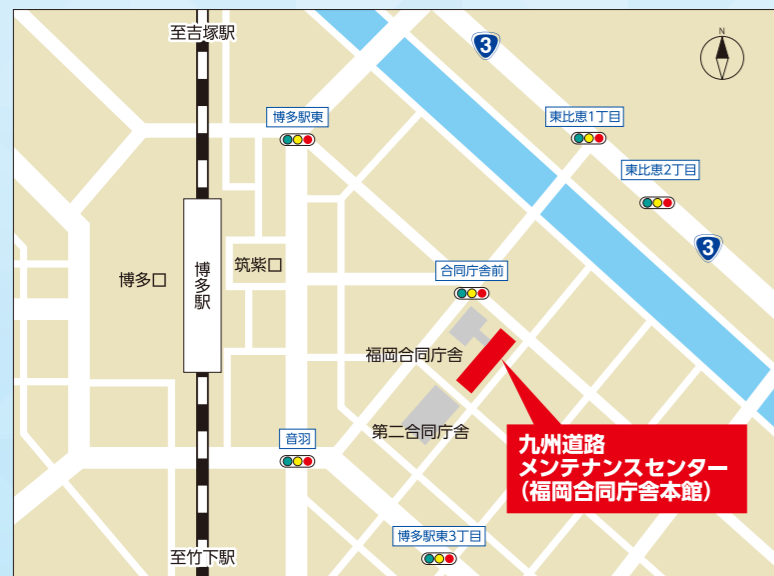 至吉塚駅
N
3
博多駅東
東比恵1丁目
東比恵2丁目
3
博多口
博多駅
筑紫口
合同庁舎前
福岡合同庁舎
第二合同庁舎
音羽
九州道路
メンテナンスセンター
(福岡合同庁舎本館)
博多駅東3丁目
至竹下駅